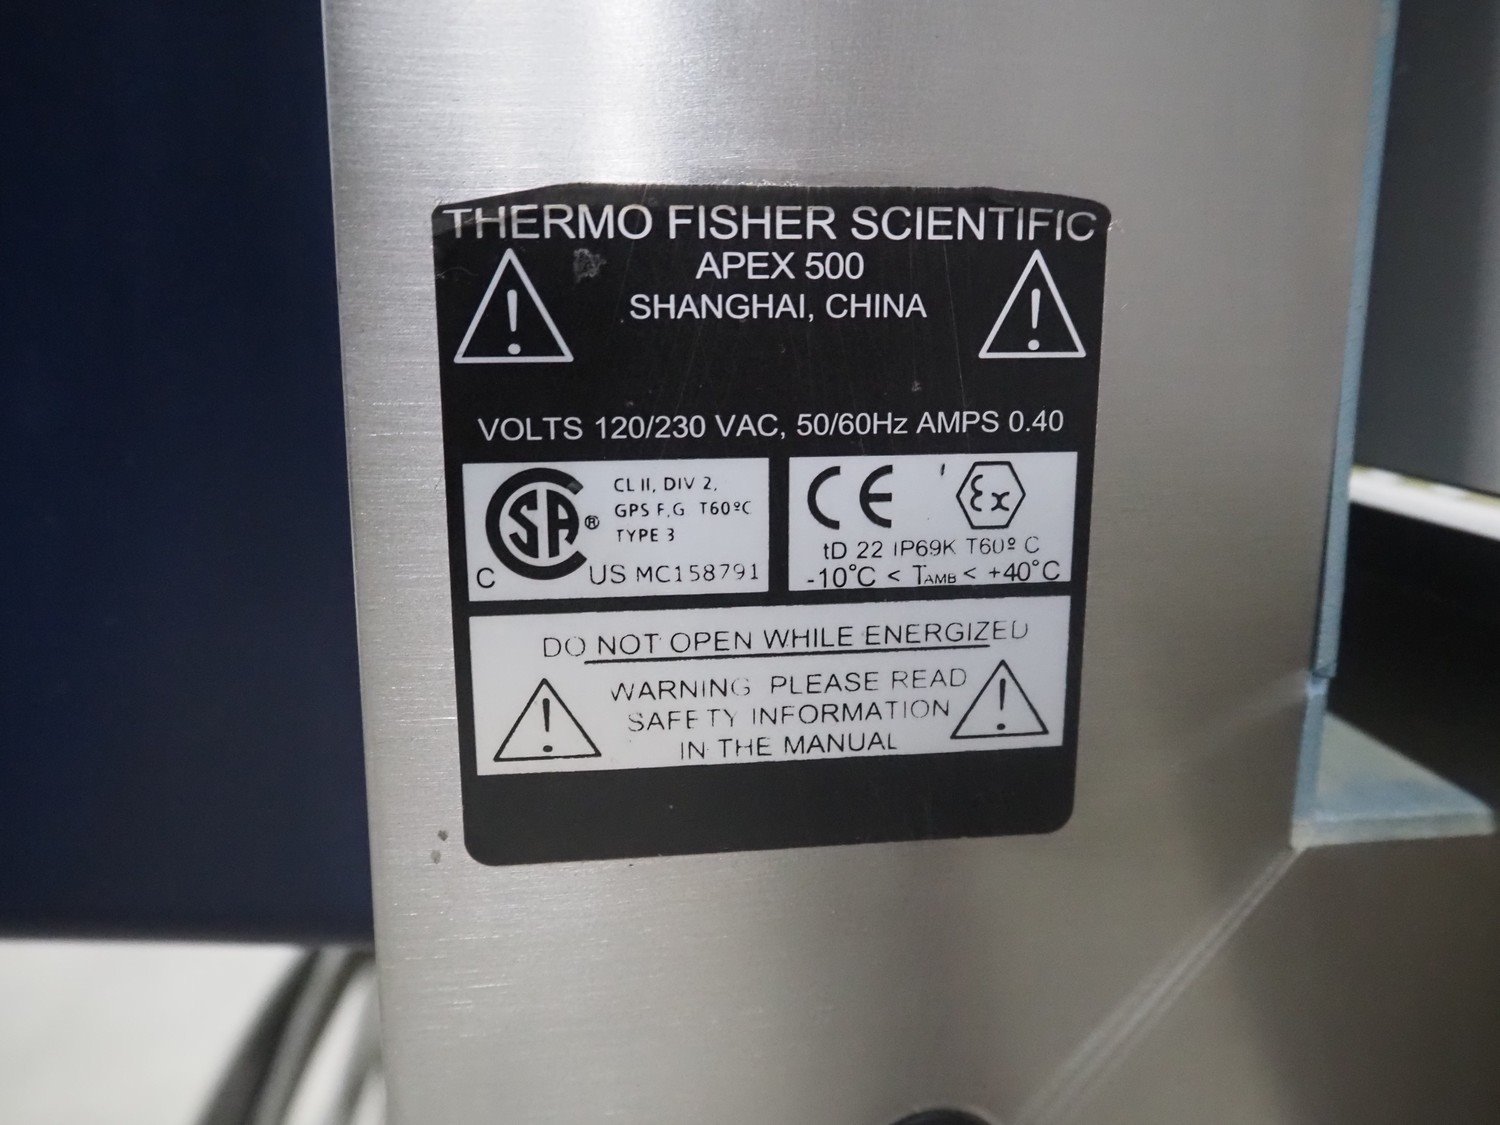 THERMO FISHER SCIENTIFIC
APEX 500
SHANGHAI, CHINA
VOLTS 120/230 VAC, 50/60Hz AMPS 0.40
CL II, DIV 2,
GPS F,G T60ºC
TYPE 3
CSA®
C US MC158791
CE Ex
tD 22 IP69K T60º C
-10°C < TAMB < +40°C
DO NOT OPEN WHILE ENERGIZED
WARNING PLEASE READ
SAFETY INFORMATION
IN THE MANUAL